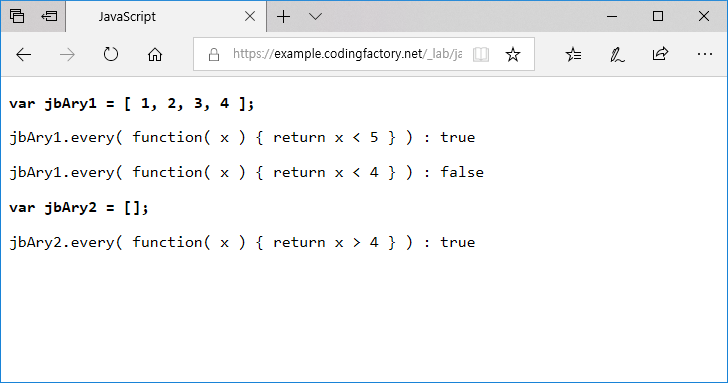 JavaScript
https://example.codingfactory.net/_lab/ja
var jbAry1 = [ 1, 2, 3, 4 ];
jbAry1.every( function( x ) { return x < 5 } ) : true
jbAry1.every( function( x ) { return x < 4 } ) : false
var jbAry2 = [];
jbAry2.every( function( x ) { return x > 4 } ) : true